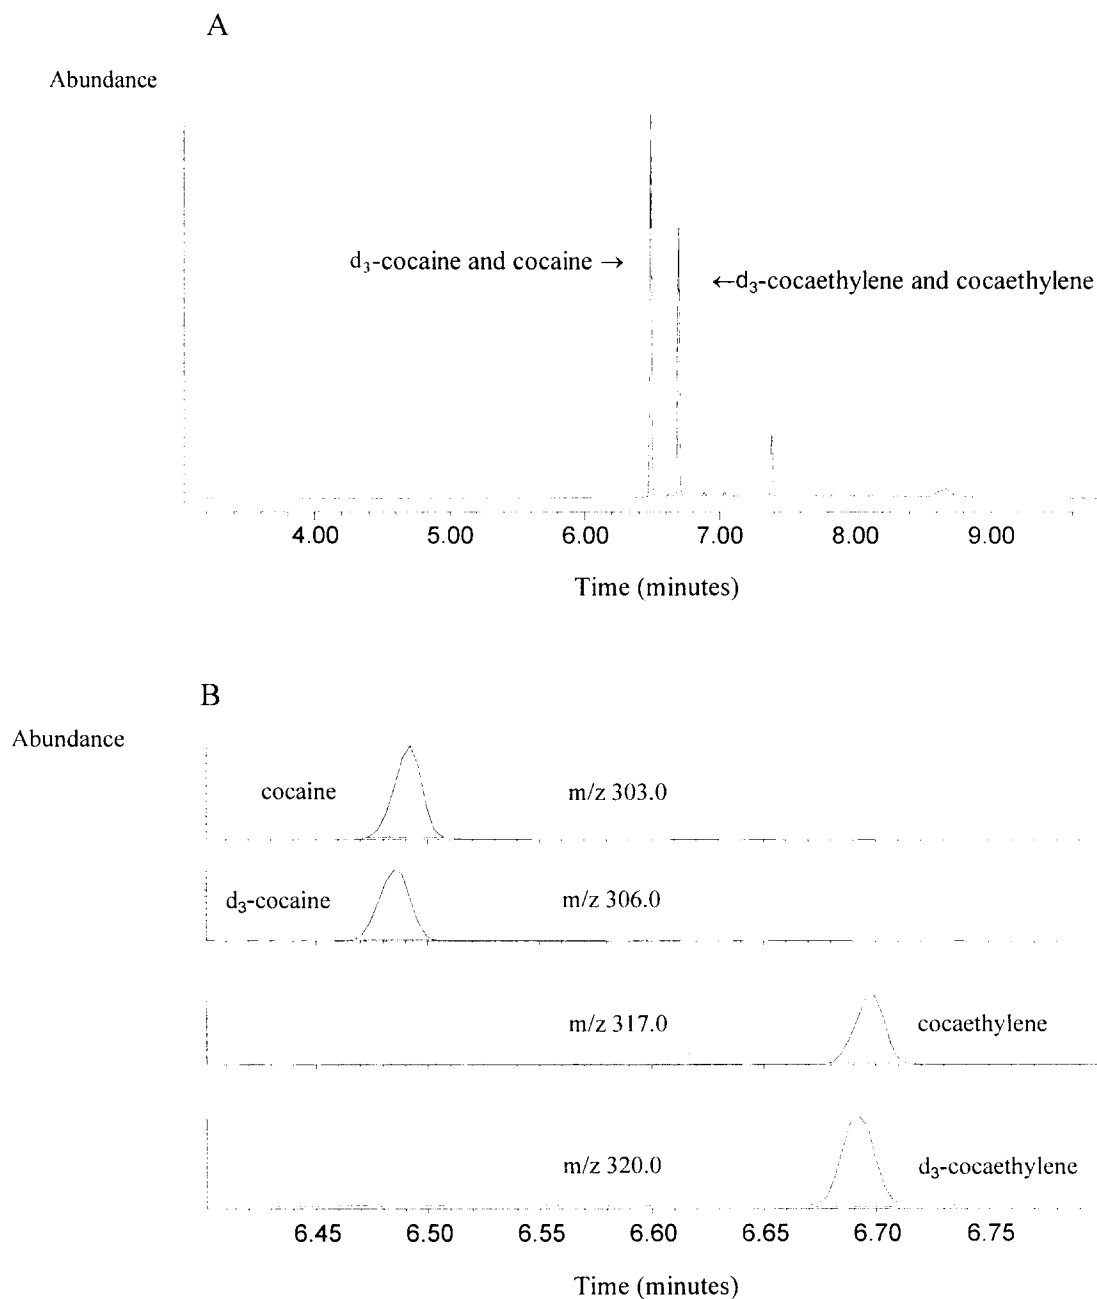 A
Abundance
d₃-cocaine and cocaine →
←d₃-cocaethylene and cocaethylene
4.00 5.00 6.00 7.00 8.00 9.00
Time (minutes)
B
Abundance
cocaine m/z 303.0
d₃-cocaine m/z 306.0
m/z 317.0 cocaethylene
m/z 320.0 d₃-cocaethylene
6.45 6.50 6.55 6.60 6.65 6.70 6.75
Time (minutes)